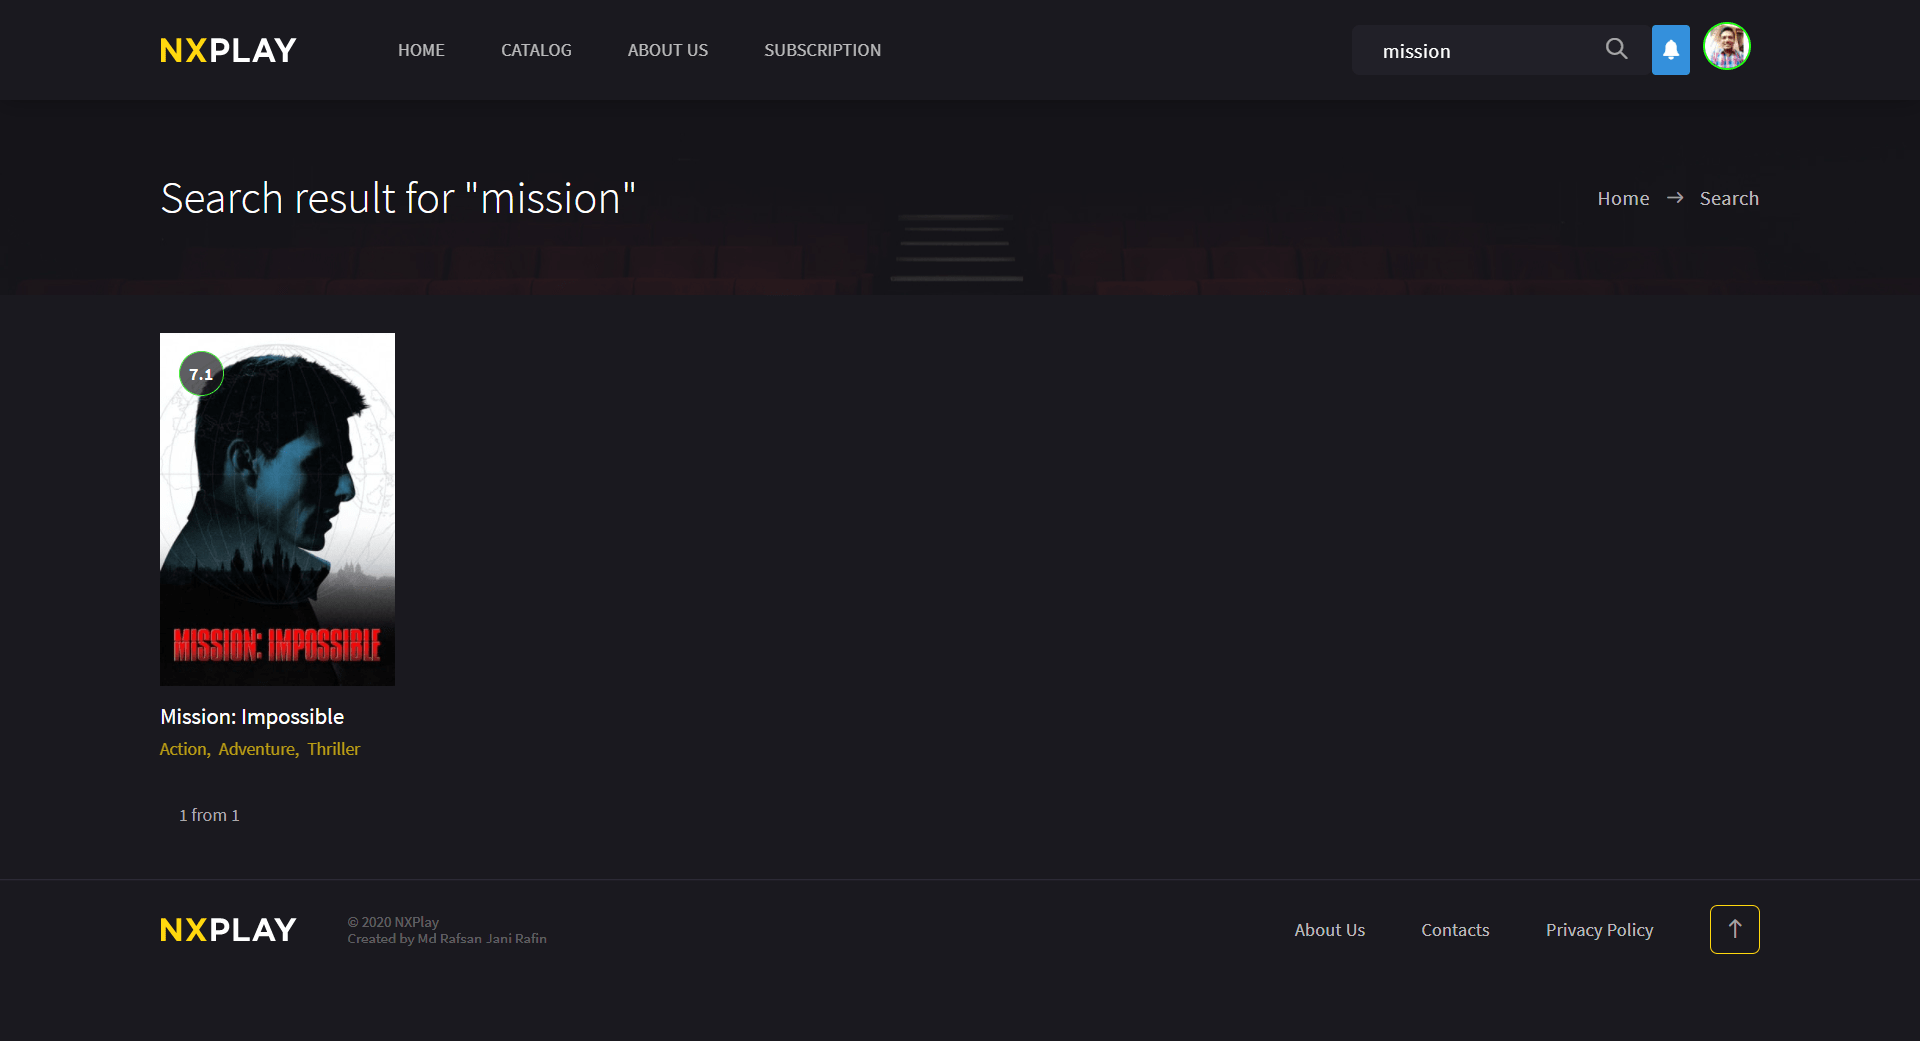 NXPLAY
HOME
CATALOG
ABOUT US
SUBSCRIPTION
mission
Search result for "mission"
Home → Search
7.1
MISSION: IMPOSSIBLE
Mission: Impossible
Action, Adventure, Thriller
1 from 1
NXPLAY
© 2020 NXPlay
Created by Md Rafsan Jani Rafin
About Us
Contacts
Privacy Policy